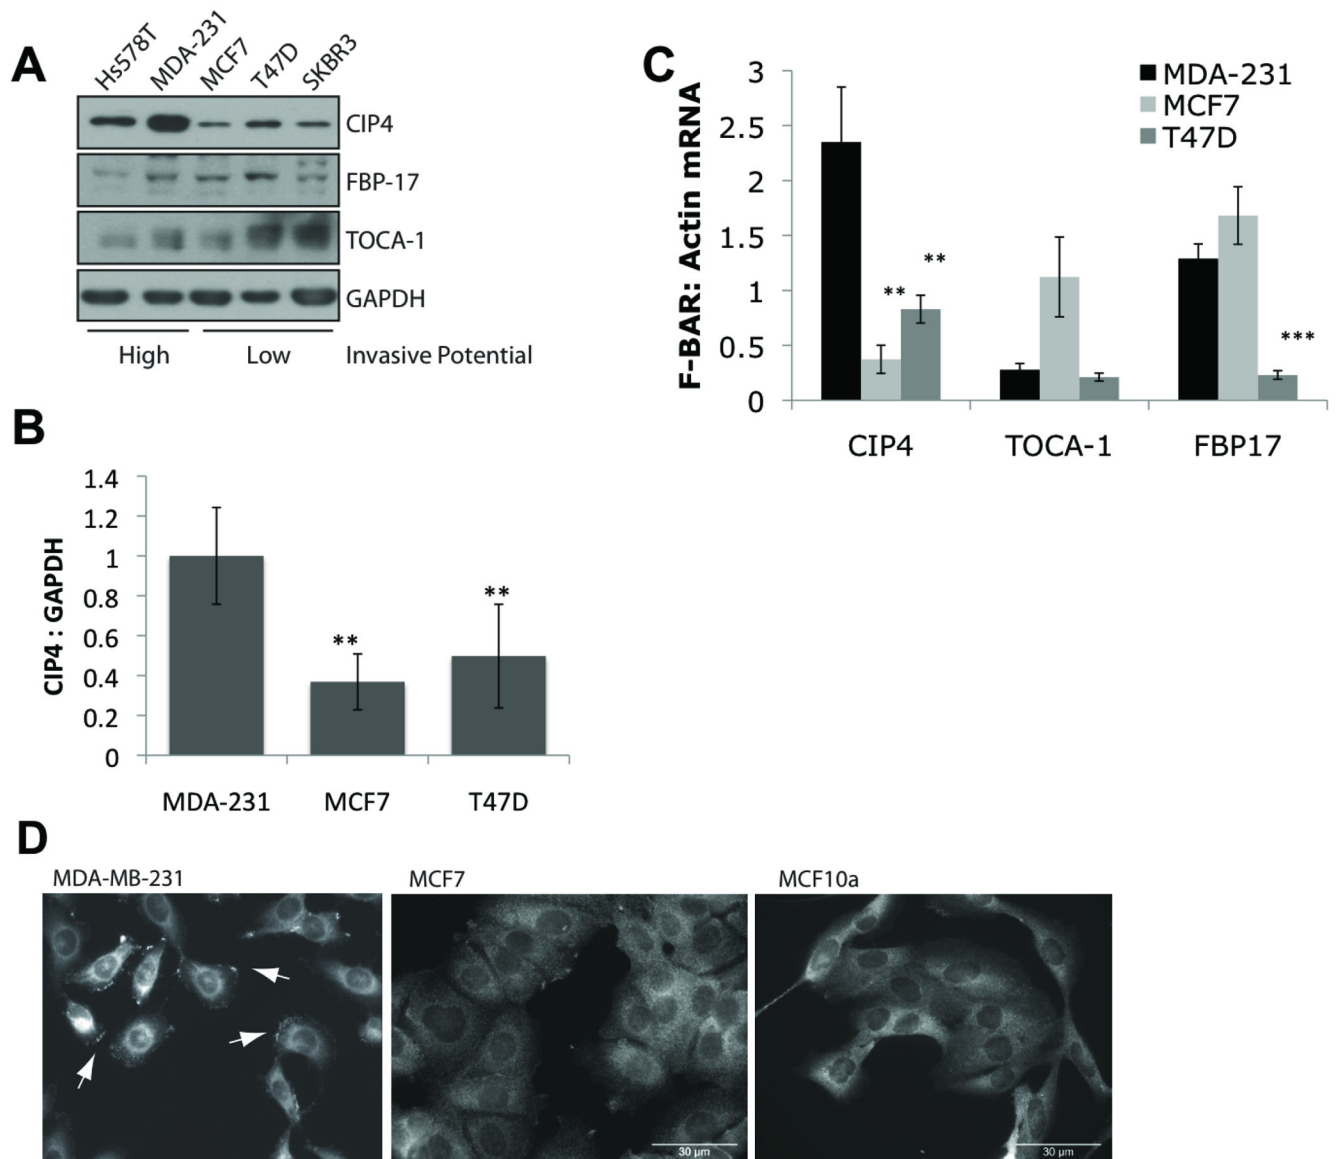 A
Hs578T
MDA-231
MCF7
T47D
SKBR3
CIP4
FBP-17
TOCA-1
GAPDH
High
Low
Invasive Potential
B
1.4
1.2
1
0.8
0.6
0.4
0.2
0
CIP4 : GAPDH
**
**
MDA-231
MCF7
T47D
C
3
2.5
2
1.5
1
0.5
0
F-BAR: Actin mRNA
MDA-231
MCF7
T47D
**
**
***
CIP4
TOCA-1
FBP17
D
MDA-MB-231
MCF7
MCF10a
30 μm
30 μm